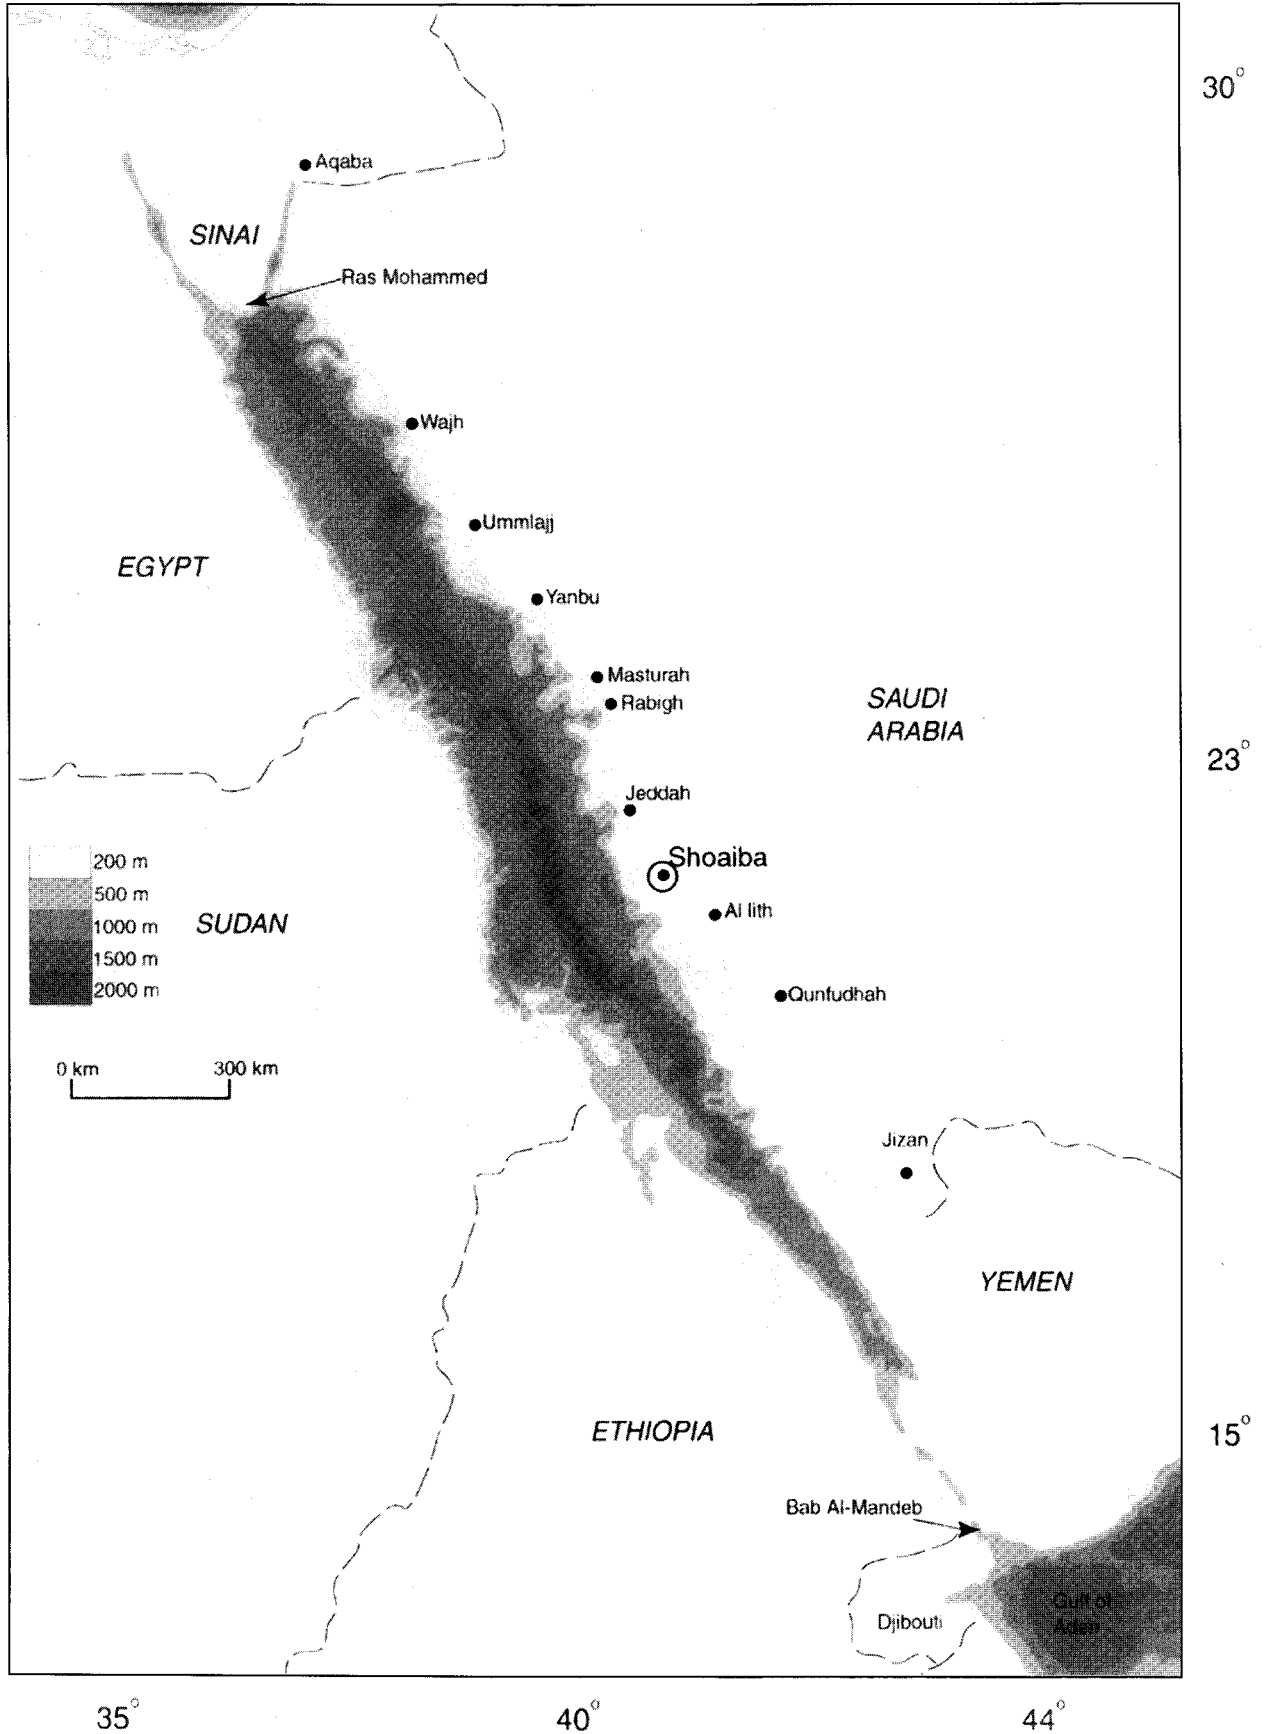 30°
Aqaba
SINAI
Ras Mohammed
Wajh
Ummlajj
EGYPT
Yanbu
Masturah
Rabigh
SAUDI
ARABIA
23°
Jeddah
Shoaiba
200 m
500 m
1000 m
1500 m
2000 m
SUDAN
Al lith
Qunfudhah
0 km
300 km
Jizan
YEMEN
ETHIOPIA
15°
Bab Al-Mandeb
Gulf of
Aden
Djibouti
35°
40°
44°